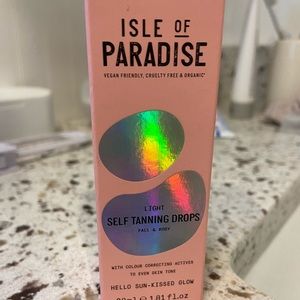 ISLE OF
PARADISE
VEGAN FRIENDLY, CRUELTY FREE & ORGANIC*
LIGHT
SELF TANNING DROPS
FACE & BODY
WITH COLOUR CORRECTING ACTIVES
TO EVEN SKIN TONE
HELLO SUN-KISSED GLOW
30ml ℮ 1.01 fl.oz